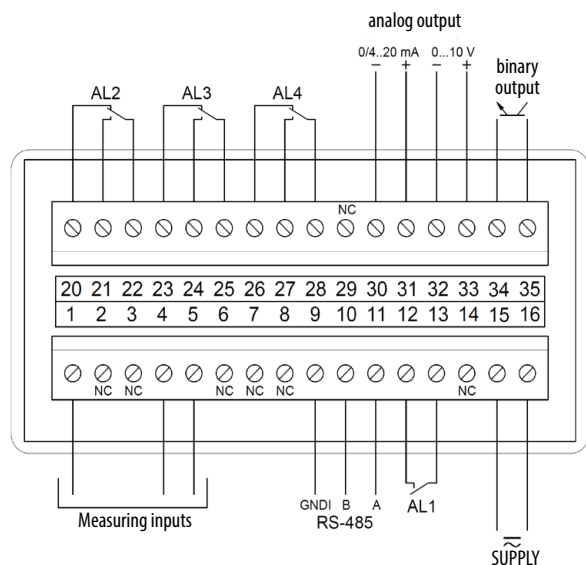 analog output
0/4..20 mA 0...10 V
− + − +
binary
output
AL2 AL3 AL4
NC
20 21 22 23 24 25 26 27 28 29 30 31 32 33 34 35
1 2 3 4 5 6 7 8 9 10 11 12 13 14 15 16
NC NC NC NC NC NC
Measuring inputs
GNDI B A
RS-485
AL1
SUPPLY